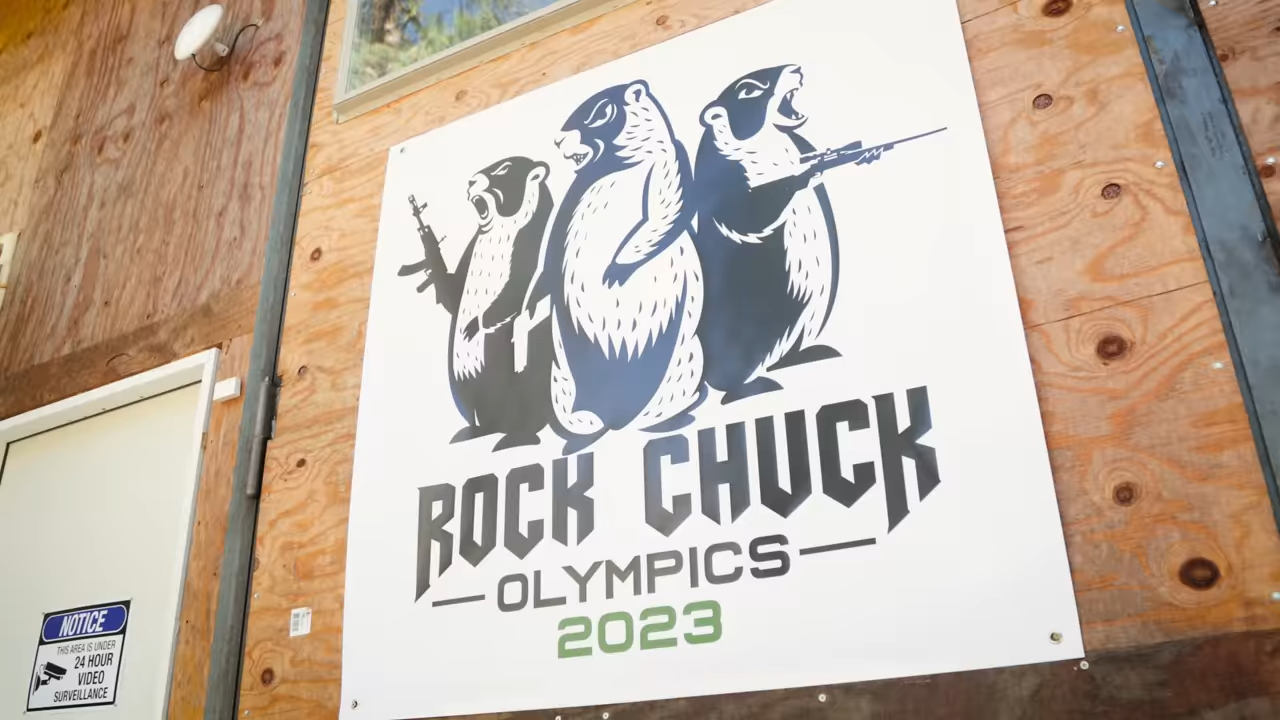 ROCK CHUCK
OLYMPICS
2023
NOTICE
THIS AREA IS UNDER
24 HOUR
VIDEO
SURVEILLANCE